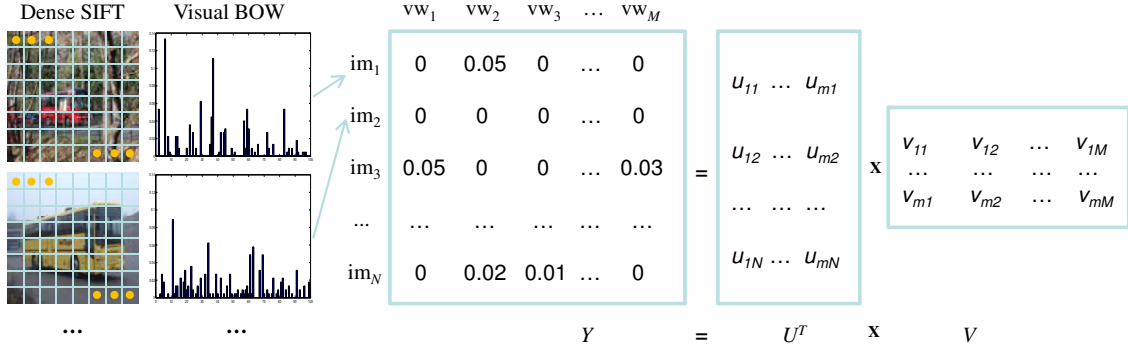 Dense SIFT Visual BOW vw1 vw2 vw3 … vwM
im1 0 0.05 0 … 0
im2 0 0 0 … 0
im3 0.05 0 0 … 0.03
... … … … … …
imN 0 0.02 0.01 … 0
=
u11 … um1
u12 … um2
… … …
u1N … umN
x
v11 v12 … v1M
… … … …
vm1 vm2 … vmM
... ... Y = U^T x V